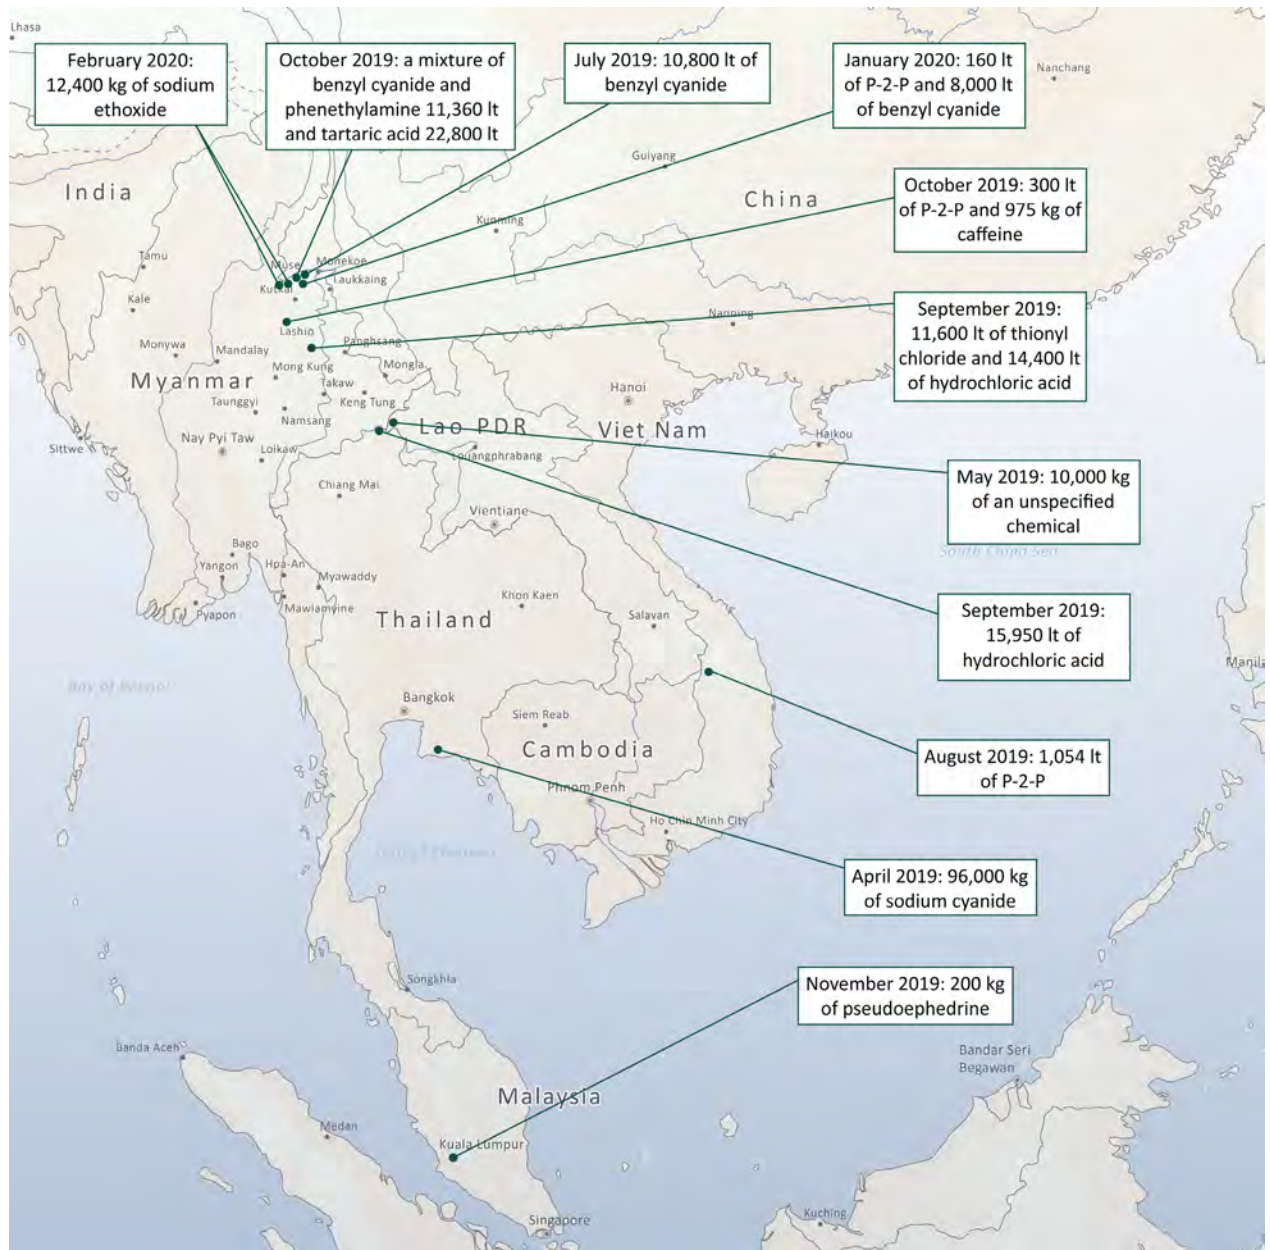 Lhasa
February 2020:
12,400 kg of sodium
ethoxide
October 2019: a mixture of
benzyl cyanide and
phenethylamine 11,360 lt
and tartaric acid 22,800 lt
July 2019: 10,800 lt of
benzyl cyanide
January 2020: 160 lt
of P-2-P and 8,000 lt
of benzyl cyanide
Nanchang
Guiyang
India
China
October 2019: 300 lt
of P-2-P and 975 kg of
caffeine
Kunming
Tamu
Muse
Monekoe
Laukkaing
Kutkai
Kale
September 2019:
11,600 lt of thionyl
chloride and 14,400 lt
of hydrochloric acid
Nanning
Lashio
Monywa
Mandalay
Panghsang
Mongla
Mong Kung
Myanmar
Takaw
Keng Tung
Hanoi
Taunggyi
Namsang
Lao PDR
Viet Nam
Haikou
Nay Pyi Taw
Sittwe
Loikaw
Louangphrabang
May 2019: 10,000 kg
of an unspecified
chemical
Chiang Mai
Vientiane
South China Sea
Bago
Yangon
Hpa-An
Myawaddy
Pyapon
Mawlamyine
Khon Kaen
Salavan
Thailand
September 2019:
15,950 lt of
hydrochloric acid
Manila
Bay of Bengal
Bangkok
Siem Reab
Cambodia
August 2019: 1,054 lt
of P-2-P
Phnom Penh
Ho Chin Minh City
April 2019: 96,000 kg
of sodium cyanide
Songkhla
November 2019: 200 kg
of pseudoephedrine
Banda Aceh
Bandar Seri
Begawan
Malaysia
Medan
Kuala Lumpur
Kuching
Singapore